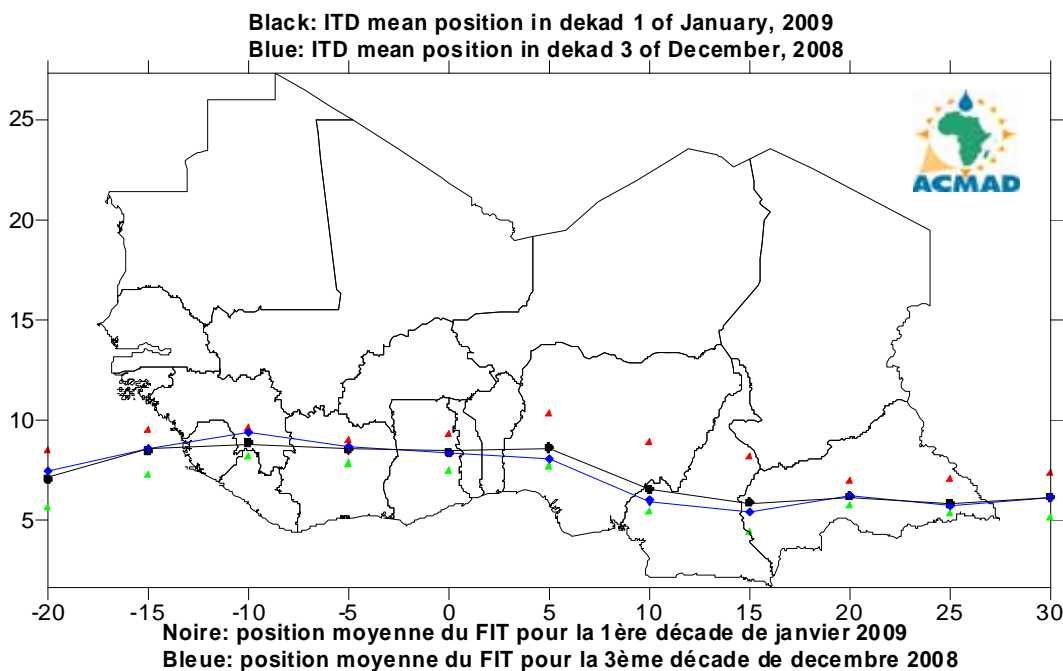 Black: ITD mean position in dekad 1 of January, 2009
Blue: ITD mean position in dekad 3 of December, 2008
25
20
15
10
5
ACMAD
-20 -15 -10 -5 0 5 10 15 20 25 30
Noire: position moyenne du FIT pour la 1ère décade de janvier 2009
Bleue: position moyenne du FIT pour la 3ème décade de decembre 2008